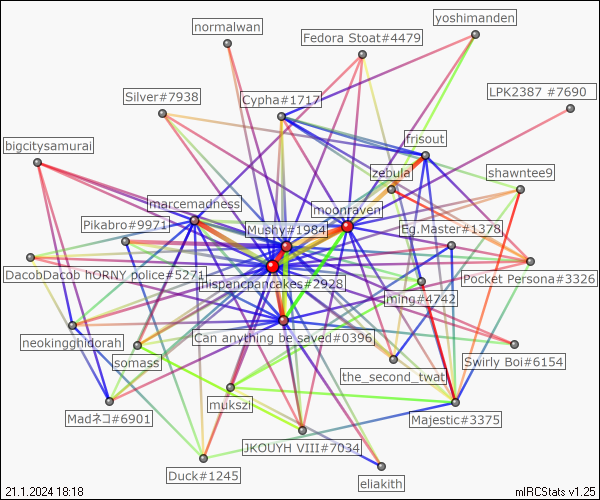 yoshimanden
normalwan
Fedora Stoat#4479
LPK2387 #7690
Silver#7938
Cypha#1717
frisout
bigcitysamurai
zebula
shawntee9
marcemadness
moonraven
Pikabro#9971
Mushy#1984
Eg.Master#1378
DacobDacob hORNY police#5271
Pocket Persona#3326
mispancpancakes#2928
ming#4742
neokingghidorah
Can anything be saved#0396
somass
Swirly Boi#6154
the_second_twat
mukszi
Madネコ#6901
Majestic#3375
JKOUYH VIII#7034
Duck#1245
eliakith
21.1.2024 18:18
mIRCStats v1.25